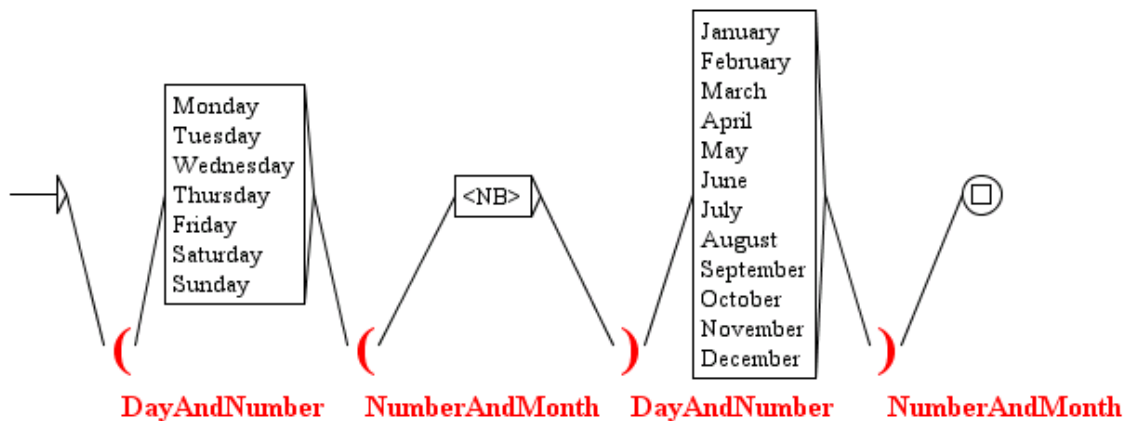 Monday
Tuesday
Wednesday
Thursday
Friday
Saturday
Sunday
<NB>
January
February
March
April
May
June
July
August
September
October
November
December
( ( ) )
DayAndNumber NumberAndMonth DayAndNumber NumberAndMonth